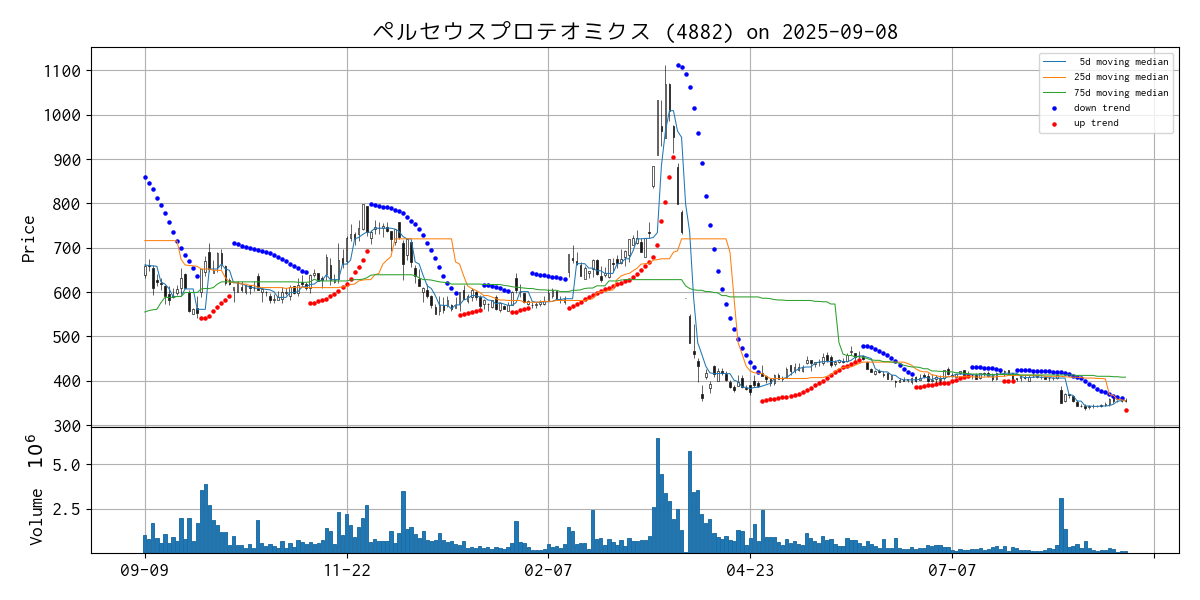 ペルセウスプロテオミクス (4882) on 2025-09-08
5d moving median
25d moving median
75d moving median
down trend
up trend
Price
1100
1000
900
800
700
600
500
400
300
Volume 10^6
5.0
2.5
09-09
11-22
02-07
04-23
07-07